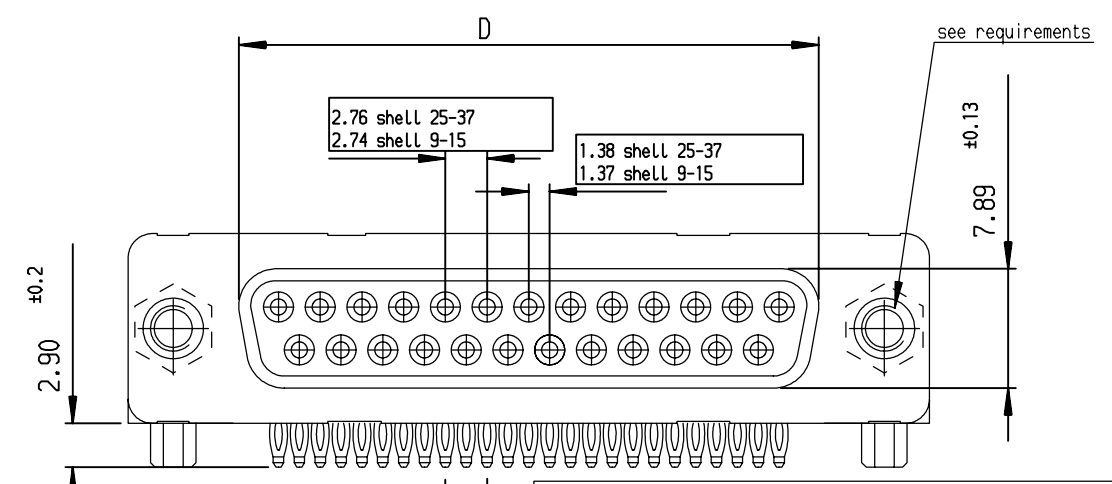 D
see requirements
2.76 shell 25-37
2.74 shell 9-15
1.38 shell 25-37
1.37 shell 9-15
7.89 ±0.13
2.90 ±0.2